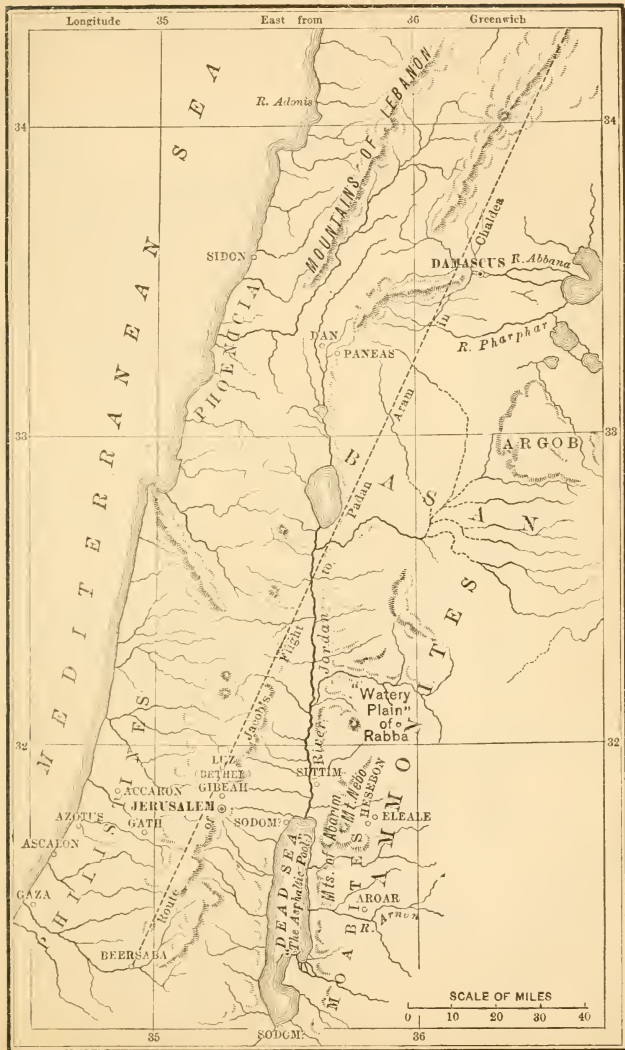 Longitude 35 East from 36 Greenwich
R. Adonis
34
34
MEDITERRANEAN SEA
MOUNTAINS OF LEBANON
SIDON
DAMASCUS
R. Abbana
PHOENICIA
R. Pharphar
DAN
PANEAS
33
33
ARGOB
BASAN
Route of Jacob's Flight to Padan Aram in Chaldea
River Jordan
"Watery
Plain"
of
Rabba
AMMONITES
32
32
LUZ
(BETHEL)
GIBEAH
SITTIM
ACCARON
JERUSALEM
SODOM?
AZOTUS
GATH
ASCALON
PHILISTINES
GAZA
Mt. Nebo
HESEBON
ELEALE
Mts. of Abarim
DEAD SEA
(The Asphaltic Pool)
AROAR
R. Arnon
MOABITES
BEERSABA
SODOM?
SCALE OF MILES
0 10 20 30 40
35
36